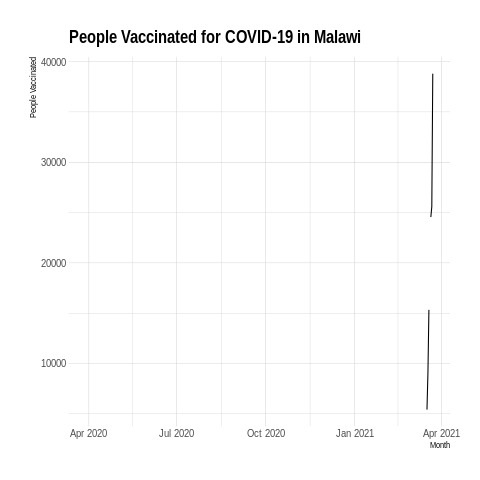 People Vaccinated for COVID-19 in Malawi
People Vaccinated
40000
30000
20000
10000
Apr 2020 Jul 2020 Oct 2020 Jan 2021 Apr 2021
Month